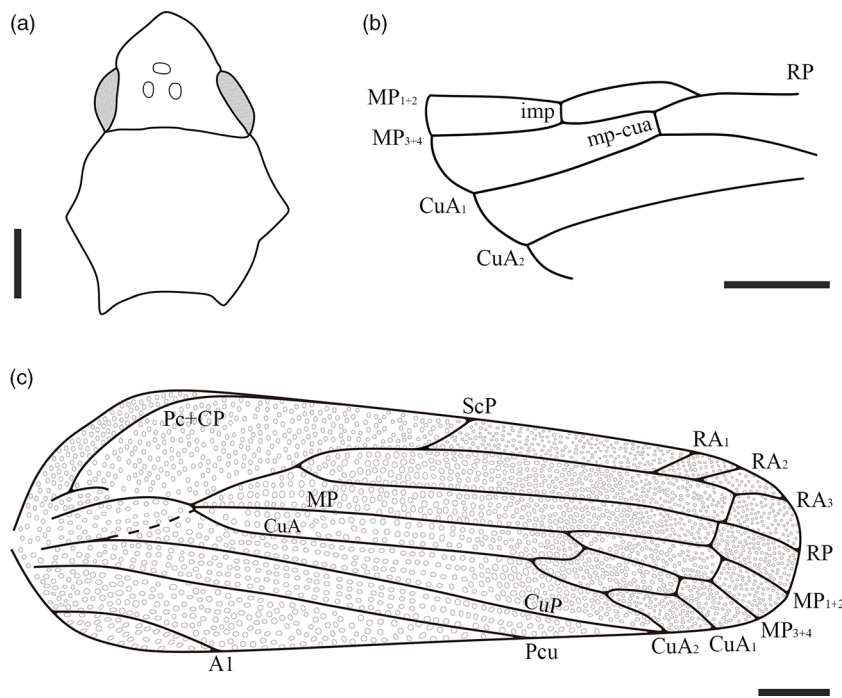 (a)
(b)
RP
MP1+2
imp
MP3+4
mp-cua
CuA1
CuA2
(c)
Pc+CP
ScP
RA1
RA2
RA3
MP
CuA
RP
CuP
MP1+2
MP3+4
CuA1
CuA2
Pcu
A1